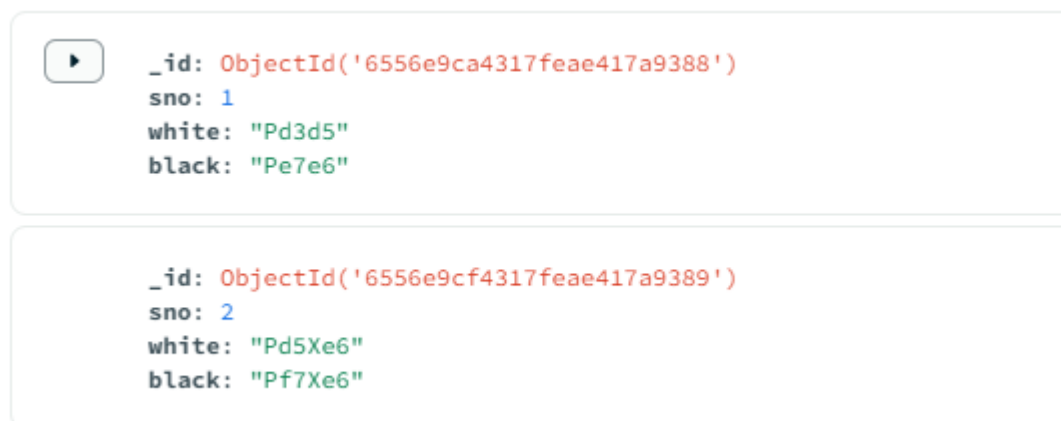 _id: ObjectId('6556e9ca4317feae417a9388')
sno: 1
white: "Pd3d5"
black: "Pe7e6"
_id: ObjectId('6556e9cf4317feae417a9389')
sno: 2
white: "Pd5Xe6"
black: "Pf7Xe6"